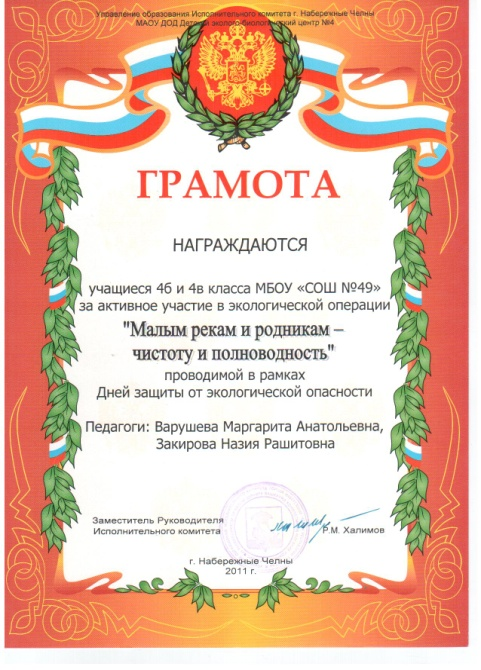 Управление образования Исполнительного комитета г. Набережные Челны
МАОУ ДОД Детский эколого-биологический центр №4
ГРАМОТА
НАГРАЖДАЮТСЯ
учащиеся 4б и 4в класса МБОУ «СОШ №49»
за активное участие в экологической операции
"Малым рекам и родникам –
чистоту и полноводность"
проводимой в рамках
Дней защиты от экологической опасности
Педагоги: Варушева Маргарита Анатольевна,
Закирова Назия Рашитовна
Заместитель Руководителя
Исполнительного комитета
Р.М. Халимов
г. Набережные Челны
2011 г.